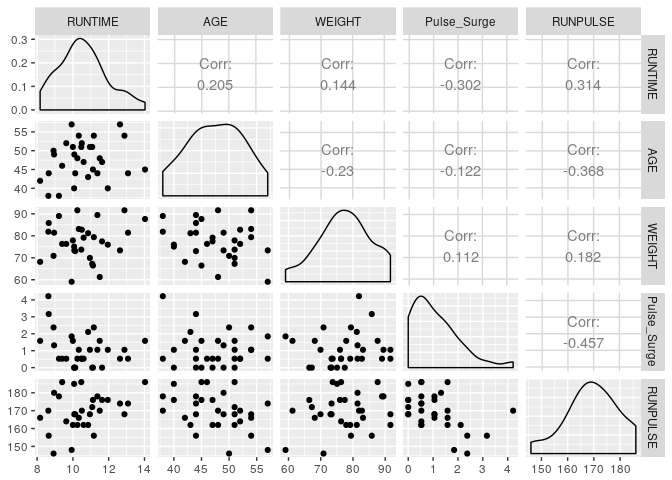 RUNTIME AGE WEIGHT Pulse_Surge RUNPULSE
0.3
0.2
0.1
0.0
Corr:
0.205
Corr:
0.144
Corr:
-0.302
Corr:
0.314
RUNTIME
55
50
45
40
Corr:
-0.23
Corr:
-0.122
Corr:
-0.368
AGE
90
80
70
60
Corr:
0.112
Corr:
0.182
WEIGHT
4
3
2
1
0
Corr:
-0.457
Pulse_Surge
180
170
160
150
RUNPULSE
8 10 12 14 40 45 50 55 60 70 80 90 0 1 2 3 4 150 160 170 180